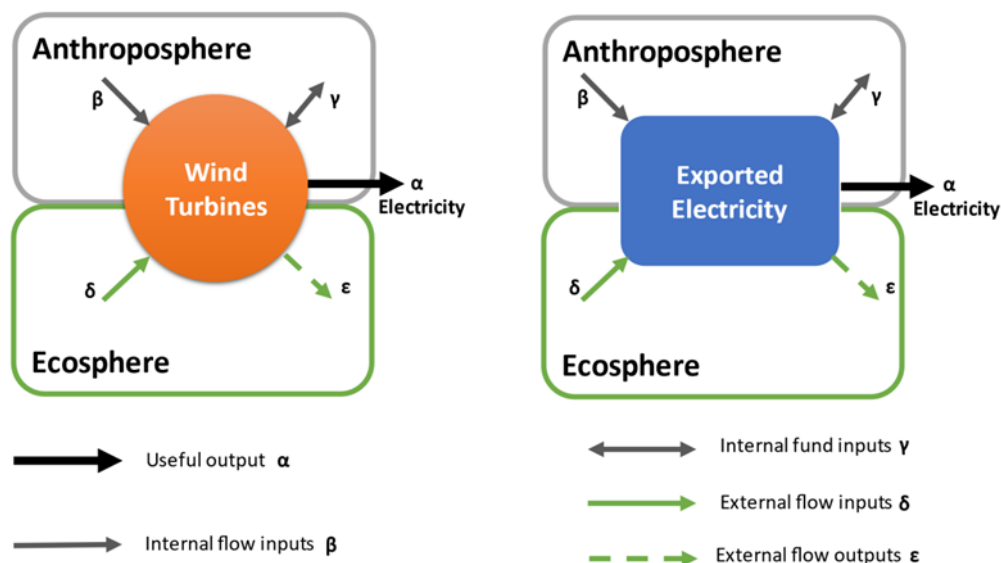 Anthroposphere
β
γ
Wind
Turbines
α
Electricity
δ
ε
Ecosphere
Anthroposphere
β
γ
Exported
Electricity
α
Electricity
δ
ε
Ecosphere
Useful output α
Internal flow inputs β
Internal fund inputs γ
External flow inputs δ
External flow outputs ε